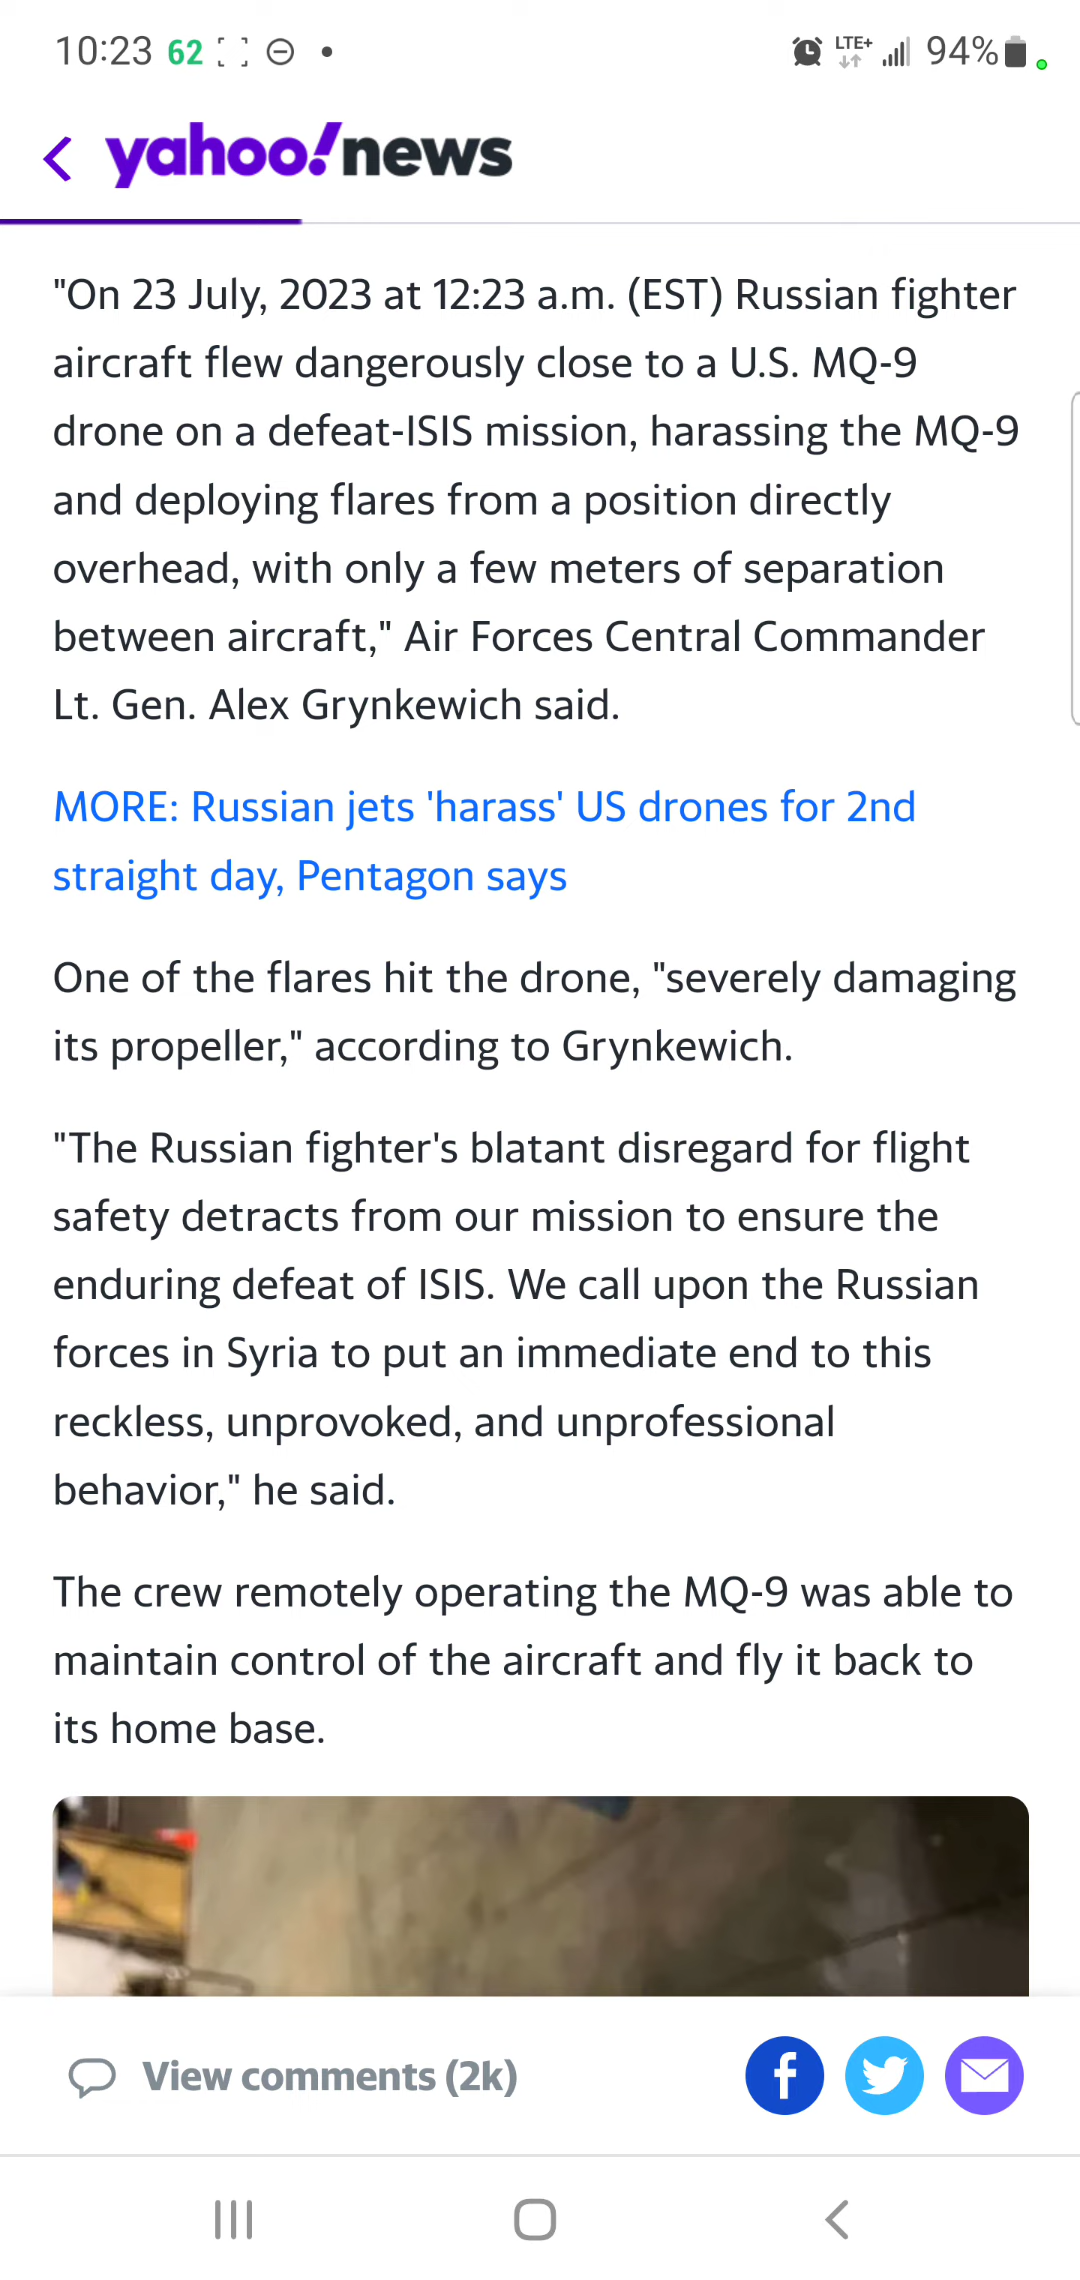 10:23 62
LTE+ 94%
yahoo!news
"On 23 July, 2023 at 12:23 a.m. (EST) Russian fighter
aircraft flew dangerously close to a U.S. MQ-9
drone on a defeat-ISIS mission, harassing the MQ-9
and deploying flares from a position directly
overhead, with only a few meters of separation
between aircraft," Air Forces Central Commander
Lt. Gen. Alex Grynkewich said.
MORE: Russian jets 'harass' US drones for 2nd
straight day, Pentagon says
One of the flares hit the drone, "severely damaging
its propeller," according to Grynkewich.
"The Russian fighter's blatant disregard for flight
safety detracts from our mission to ensure the
enduring defeat of ISIS. We call upon the Russian
forces in Syria to put an immediate end to this
reckless, unprovoked, and unprofessional
behavior," he said.
The crew remotely operating the MQ-9 was able to
maintain control of the aircraft and fly it back to
its home base.
View comments (2k)